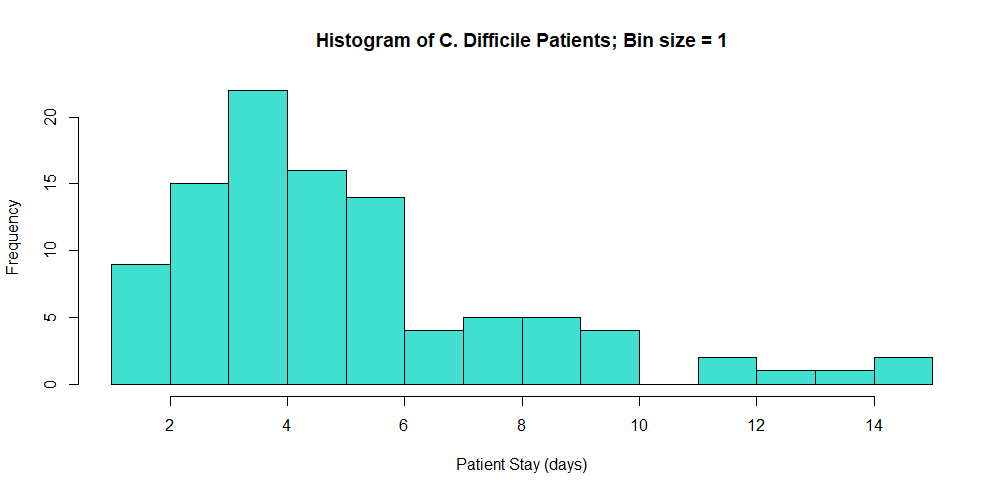 Histogram of C. Difficile Patients; Bin size = 1
Frequency
20
15
10
5
0
2 4 6 8 10 12 14
Patient Stay (days)